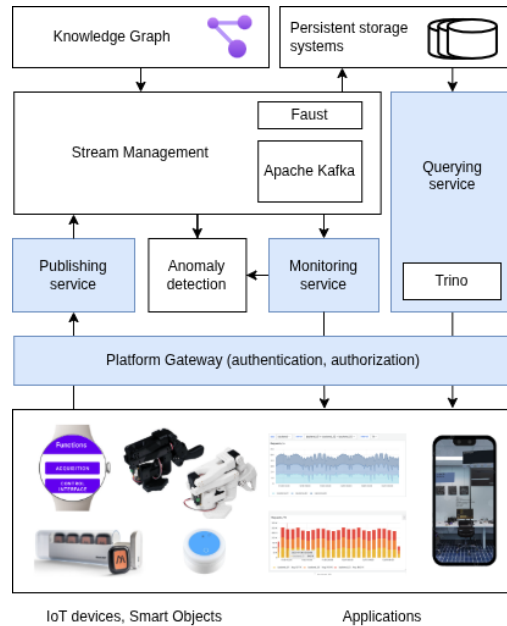 Knowledge Graph
Persistent storage
systems
Stream Management
Faust
Apache Kafka
Querying
service
Trino
Publishing
service
Anomaly
detection
Monitoring
service
Platform Gateway (authentication, authorization)
Functions
ACQUISITION
CONTROL
INTERFACE
IoT devices, Smart Objects
Applications